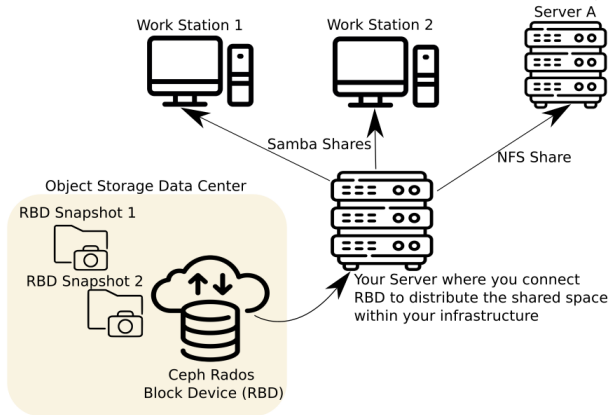 Work Station 1
Work Station 2
Server A
Samba Shares
NFS Share
Object Storage Data Center
RBD Snapshot 1
RBD Snapshot 2
Your Server where you connect
RBD to distribute the shared space
within your infrastructure
Ceph Rados
Block Device (RBD)